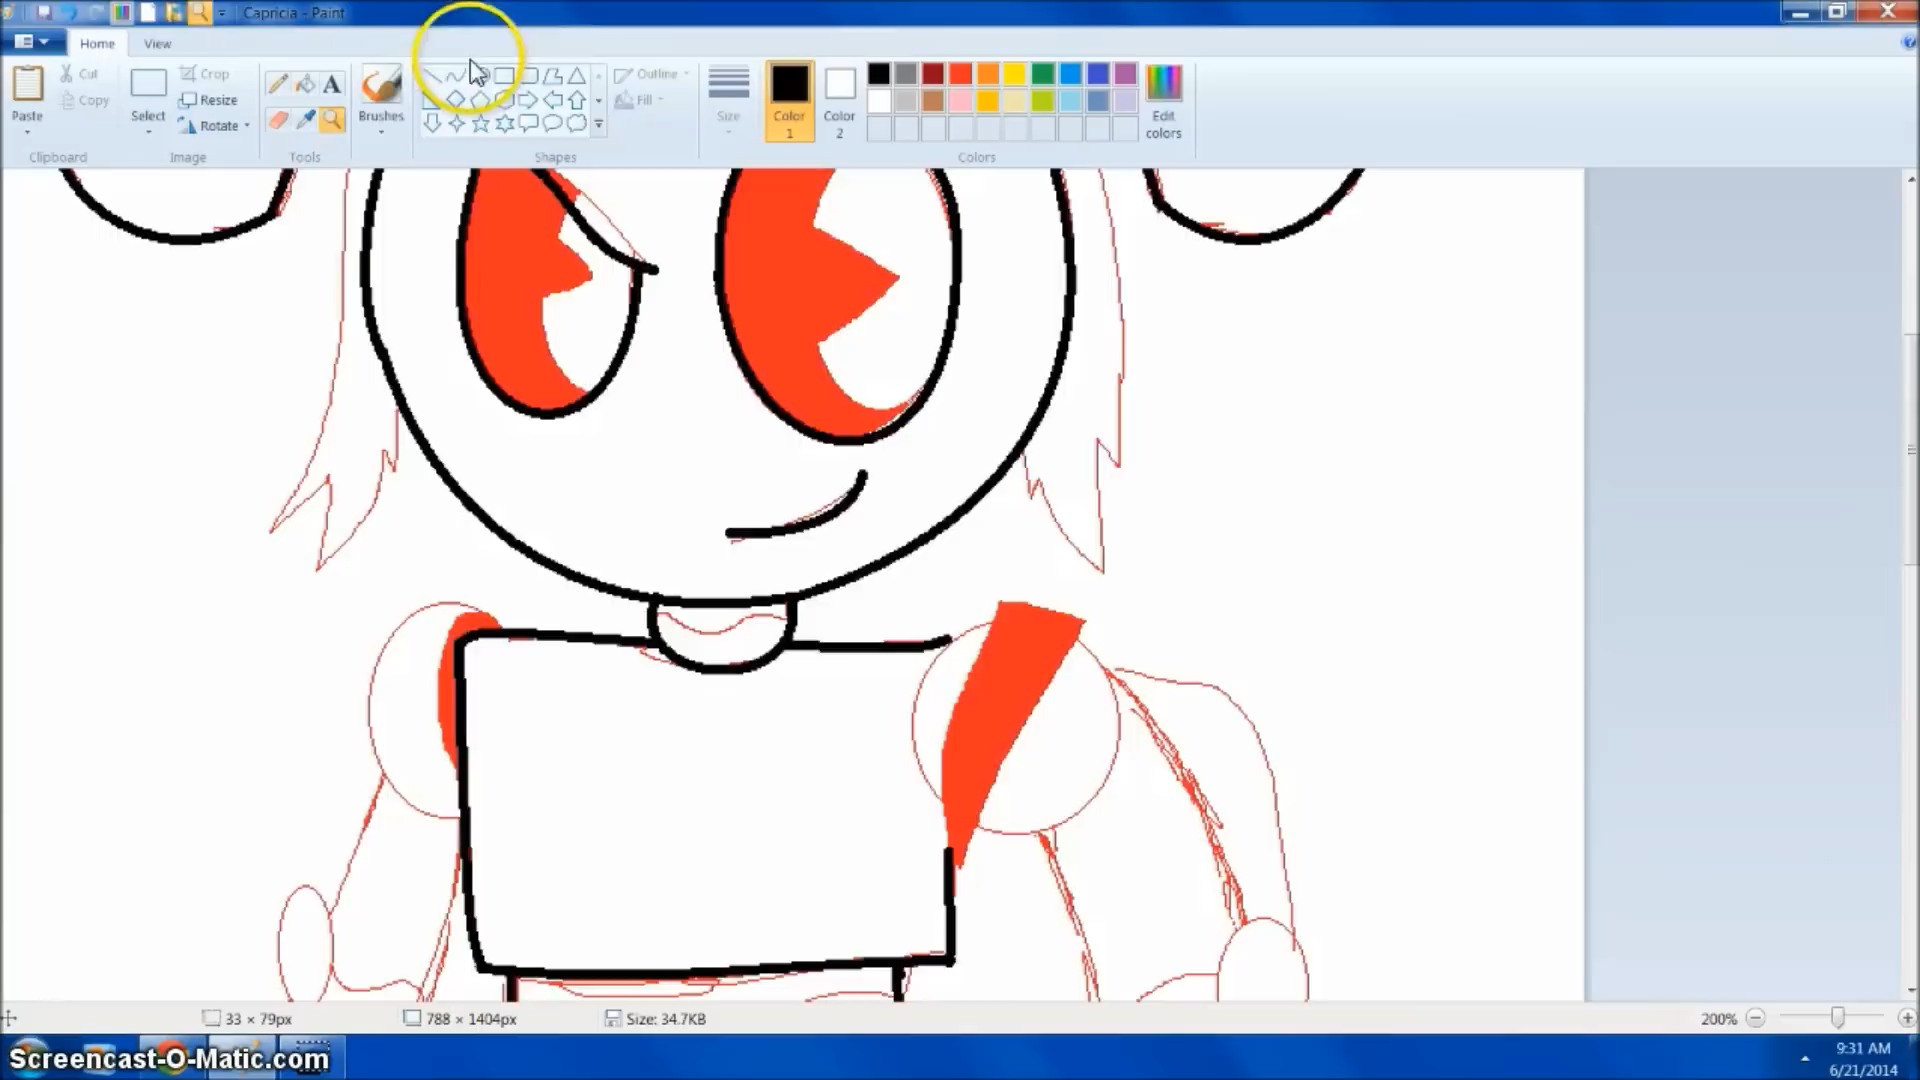 Capricia - Paint
Home View
Paste
Cut
Copy
Clipboard
Select
Crop
Resize
Rotate
Image
A
Tools
Brushes
Outline
Fill
Shapes
Size
Color
1
Color
2
Edit
colors
Colors
33 × 79px
788 × 1404px
Size: 34.7KB
200%
Screencast-O-Matic.com
9:31 AM
6/21/2014